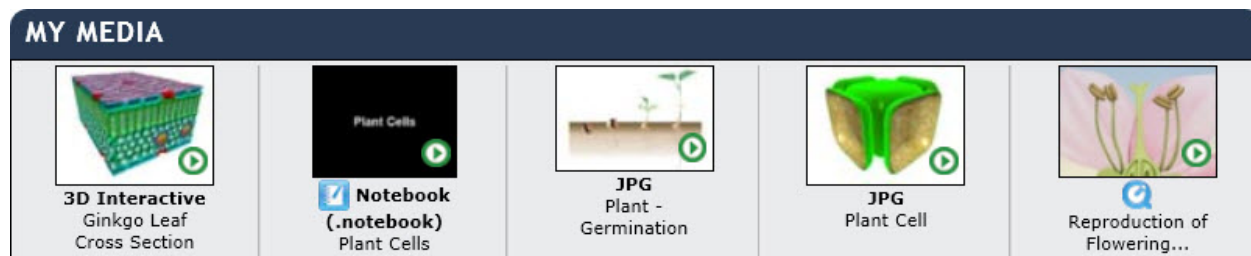 MY MEDIA
3D Interactive
Ginkgo Leaf
Cross Section
Plant Cells
Notebook
(.notebook)
Plant Cells
JPG
Plant -
Germination
JPG
Plant Cell
Reproduction of
Flowering...